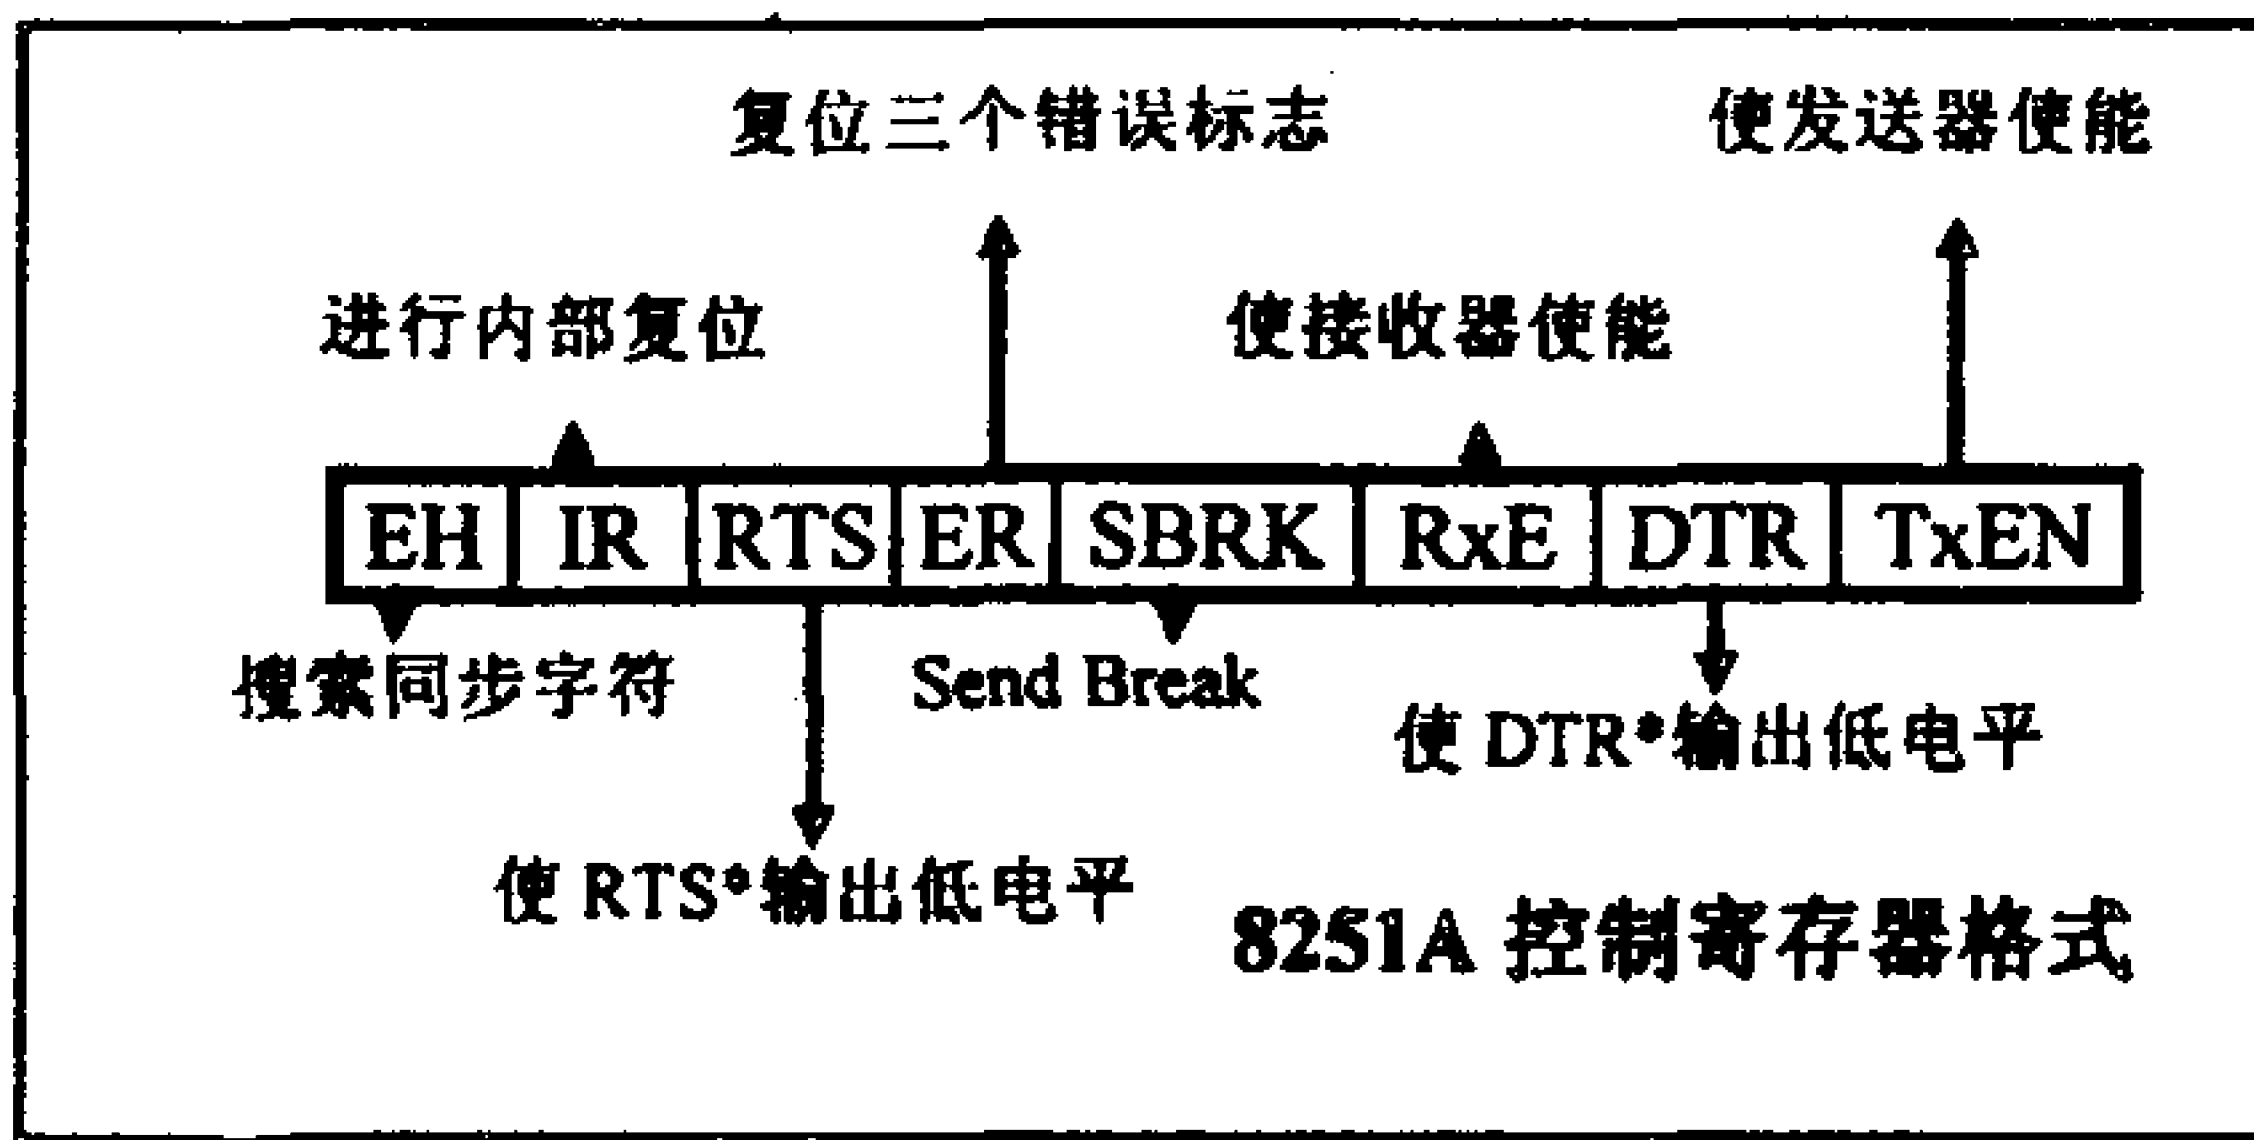 复位三个错误标志 使发送器使能
进行内部复位 使接收器使能
EH IR RTS ER SBRK RxE DTR TxEN
搜索同步字符 Send Break
使 DTR*输出低电平
使 RTS*输出低电平
8251A 控制寄存器格式